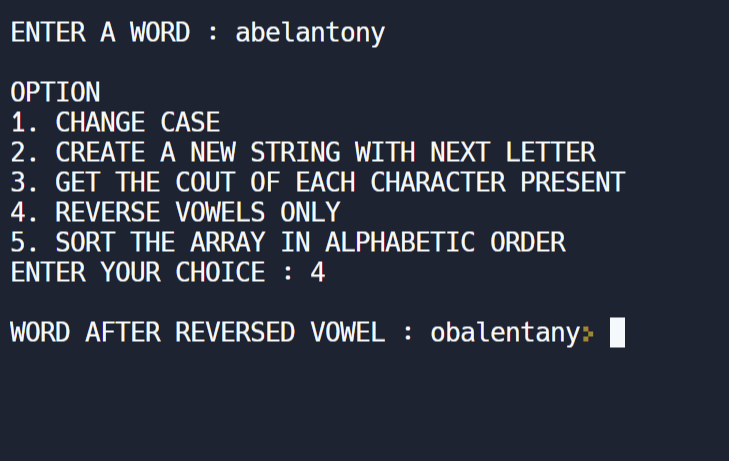 ENTER A WORD : abelantony
OPTION
1. CHANGE CASE
2. CREATE A NEW STRING WITH NEXT LETTER
3. GET THE COUT OF EACH CHARACTER PRESENT
4. REVERSE VOWELS ONLY
5. SORT THE ARRAY IN ALPHABETIC ORDER
ENTER YOUR CHOICE : 4
WORD AFTER REVERSED VOWEL : obalentany